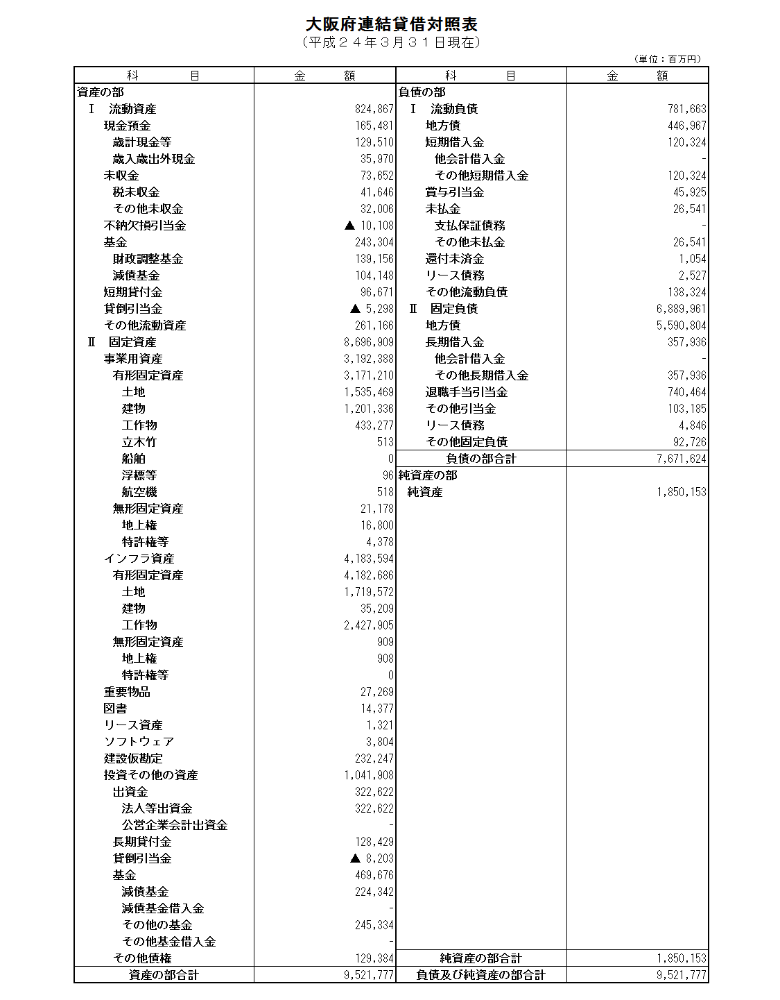 大阪府連結貸借対照表
（平成２４年３月３１日現在）
（単位：百万円）
科 目 金 額 科 目 金 額
資産の部 負債の部
Ⅰ 流動資産 824,867 Ⅰ 流動負債 781,663
現金預金 165,481 地方債 446,967
歳計現金等 129,510 短期借入金 120,324
歳入歳出外現金 35,970 他会計借入金 -
未収金 73,652 その他短期借入金 120,324
税未収金 41,646 賞与引当金 45,925
その他未収金 32,006 未払金 26,541
不納欠損引当金 ▲ 10,108 支払保証債務 -
基金 243,304 その他未払金 26,541
財政調整基金 139,156 還付未済金 1,054
減債基金 104,148 リース債務 2,527
短期貸付金 96,671 その他流動負債 138,324
貸倒引当金 ▲ 5,298 Ⅱ 固定負債 6,889,961
その他流動資産 261,166 地方債 5,590,804
Ⅱ 固定資産 8,696,909 長期借入金 357,936
事業用資産 3,192,388 他会計借入金 -
有形固定資産 3,171,210 その他長期借入金 357,936
土地 1,535,469 退職手当引当金 740,464
建物 1,201,336 その他引当金 103,185
工作物 433,277 リース債務 4,846
立木竹 513 その他固定負債 92,726
船舶 0 負債の部合計 7,671,624
浮標等 96 純資産の部
航空機 518 純資産 1,850,153
無形固定資産 21,178
地上権 16,800
特許権等 4,378
インフラ資産 4,183,594
有形固定資産 4,182,686
土地 1,719,572
建物 35,209
工作物 2,427,905
無形固定資産 909
地上権 908
特許権等 0
重要物品 27,269
図書 14,377
リース資産 1,321
ソフトウェア 3,804
建設仮勘定 232,247
投資その他の資産 1,041,908
出資金 322,622
法人等出資金 322,622
公営企業会計出資金 -
長期貸付金 128,429
貸倒引当金 ▲ 8,203
基金 469,676
減債基金 224,342
減債基金借入金 -
その他の基金 245,334
その他基金借入金 -
その他債権 129,384 純資産の部合計 1,850,153
資産の部合計 9,521,777 負債及び純資産の部合計 9,521,777